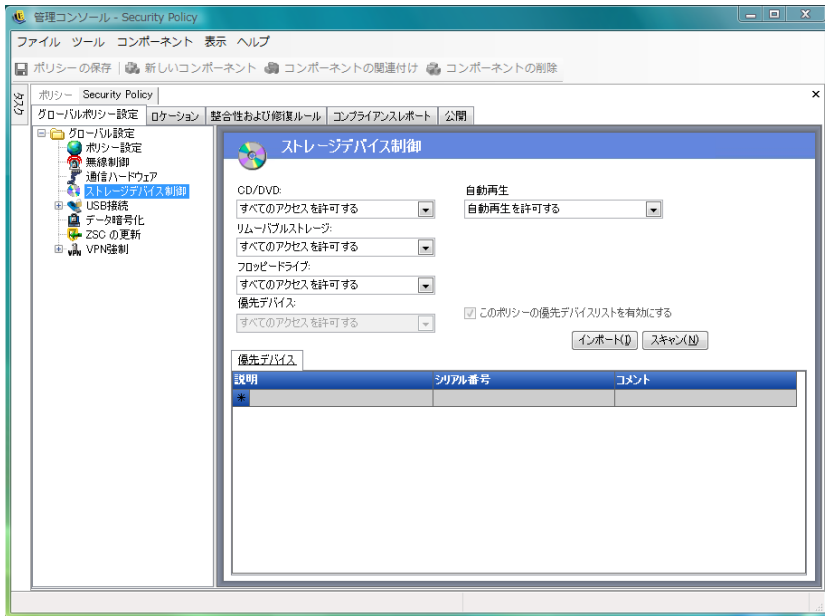 管理コンソール - Security Policy
ファイル ツール コンポーネント 表示 ヘルプ
ポリシーの保存 新しいコンポーネント コンポーネントの関連付け コンポーネントの削除
タスク
ポリシー Security Policy
グローバルポリシー設定 ロケーション 整合性および修復ルール コンプライアンスレポート 公開
グローバル設定
ポリシー設定
無線制御
通信ハードウェア
ストレージデバイス制御
USB接続
データ暗号化
ZSC の更新
VPN強制
ストレージデバイス制御
CD/DVD:
すべてのアクセスを許可する
自動再生
自動再生を許可する
リムーバブルストレージ:
すべてのアクセスを許可する
フロッピードライブ:
すべてのアクセスを許可する
優先デバイス:
すべてのアクセスを許可する
このポリシーの優先デバイスリストを有効にする
インポート(I) スキャン(N)
優先デバイス
説明 シリアル番号 コメント